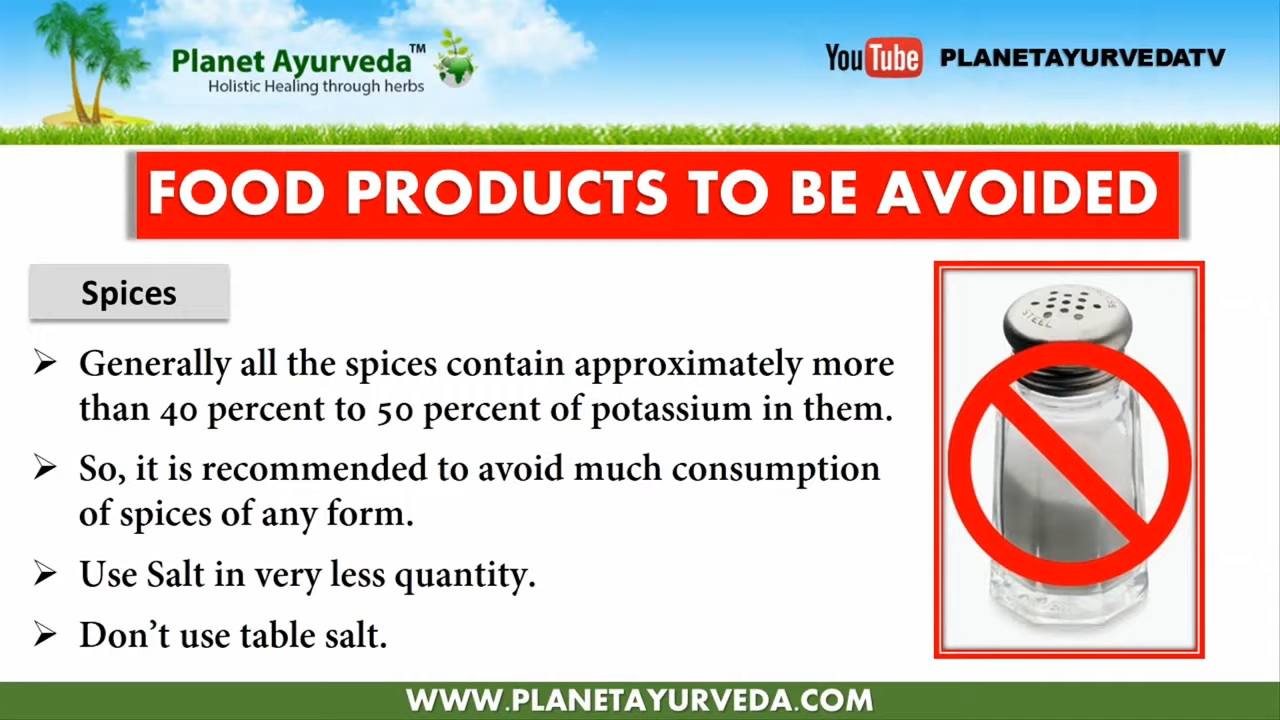 Planet Ayurveda™
Holistic Healing through herbs
YouTube PLANETAYURVEDATV
FOOD PRODUCTS TO BE AVOIDED
Spices
➢ Generally all the spices contain approximately more
than 40 percent to 50 percent of potassium in them.
➢ So, it is recommended to avoid much consumption
of spices of any form.
➢ Use Salt in very less quantity.
➢ Don’t use table salt.
STEEL
WWW.PLANETAYURVEDA.COM